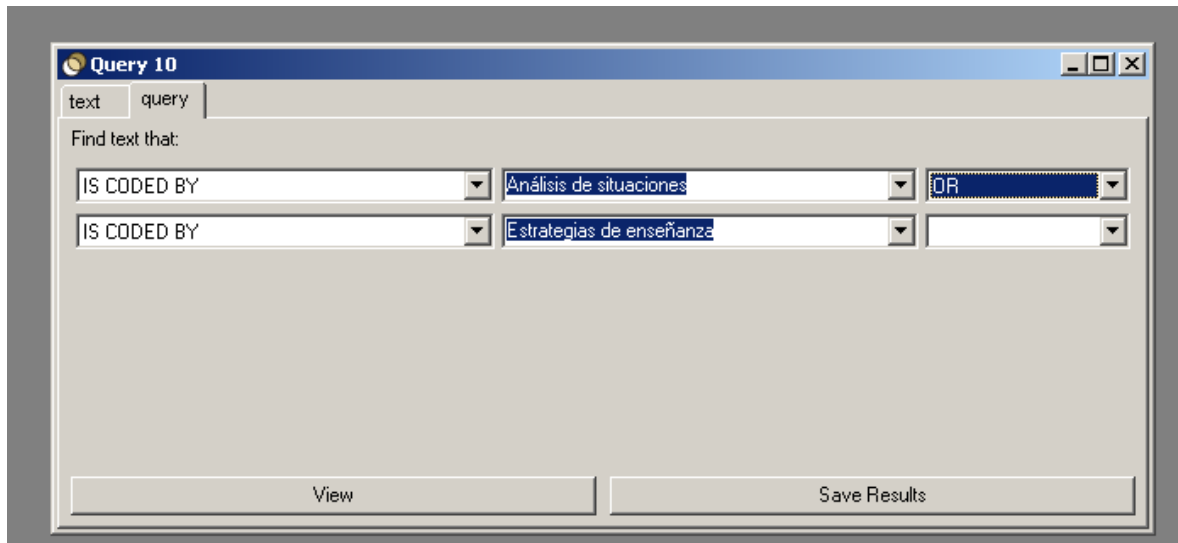 Query 10
text query
Find text that:
IS CODED BY Análisis de situaciones OR
IS CODED BY Estrategias de enseñanza
View Save Results